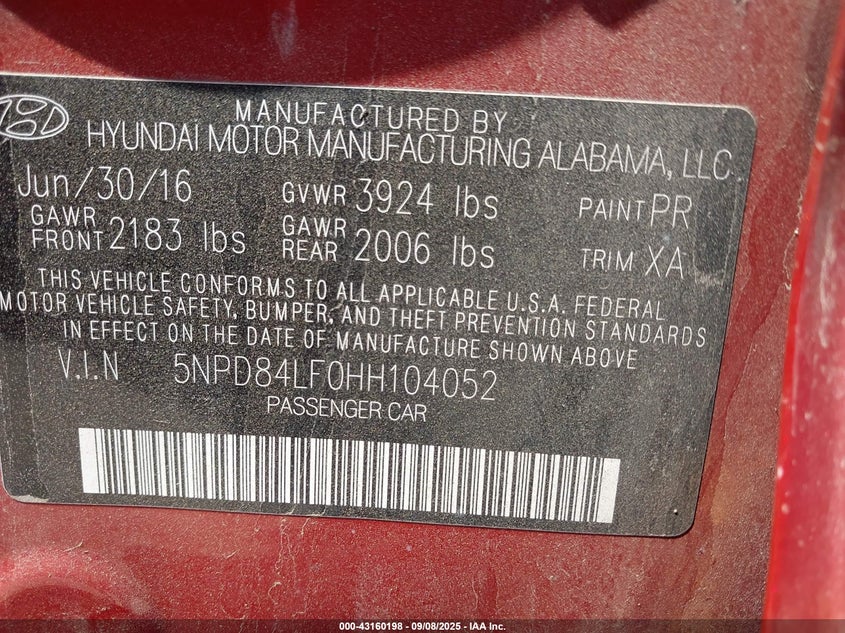 MANUFACTURED BY
HYUNDAI MOTOR MANUFACTURING ALABAMA, LLC
Jun/30/16 GVWR 3924 lbs PAINT PR
GAWR FRONT 2183 lbs GAWR REAR 2006 lbs TRIM XA
THIS VEHICLE CONFORMS TO ALL APPLICABLE U.S.A. FEDERAL
MOTOR VEHICLE SAFETY, BUMPER, AND THEFT PREVENTION STANDARDS
IN EFFECT ON THE DATE OF MANUFACTURE SHOWN ABOVE
V.I.N 5NPD84LF0HH104052
PASSENGER CAR
000-43160198 - 09/08/2025 - IAA Inc.